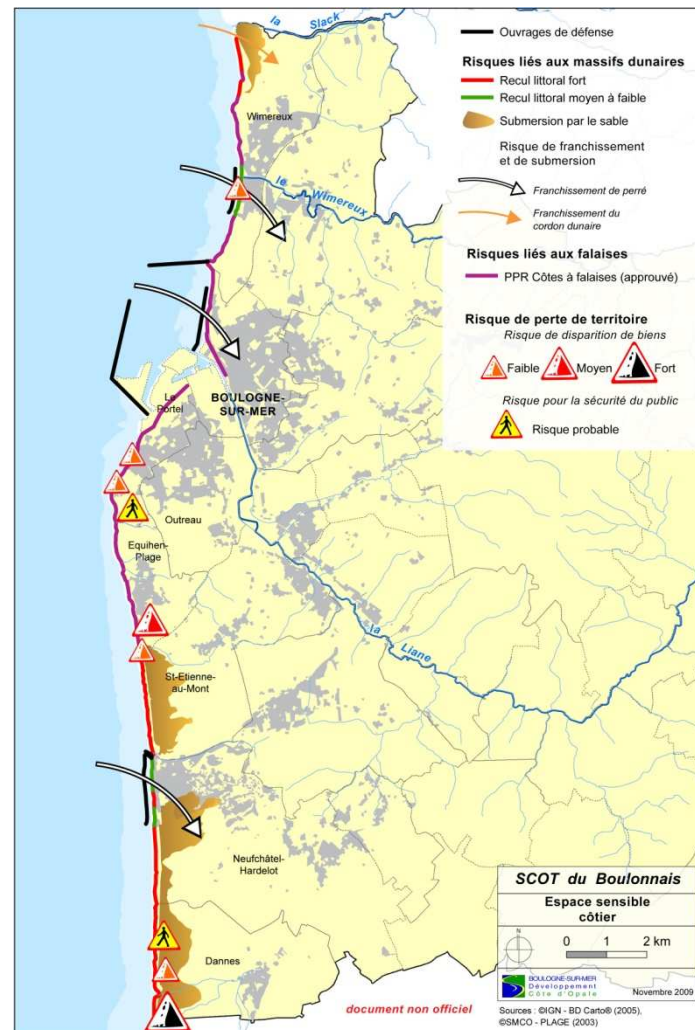 la Slack
Wimereux
le Wimereux
Le
Portel
BOULOGNE-
SUR-MER
Outreau
Equihen-
Plage
la Liane
St-Etienne-
au-Mont
Neufchâtel-
Hardelot
Dannes
document non officiel
Ouvrages de défense
Risques liés aux massifs dunaires
Recul littoral fort
Recul littoral moyen à faible
Submersion par le sable
Risque de franchissement
et de submersion
Franchissement de perré
Franchissement du
cordon dunaire
Risques liés aux falaises
PPR Côtes à falaises (approuvé)
Risque de perte de territoire
Risque de disparition de biens
Faible Moyen Fort
Risque pour la sécurité du public
Risque probable
SCOT du Boulonnais
Espace sensible
côtier
N
0 1 2 km
BOULOGNE-SUR-MER
Développement
Côte d'Opale
Novembre 2009
Sources : ©IGN - BD Carto® (2005),
©SMCO - PLAGE (2003)